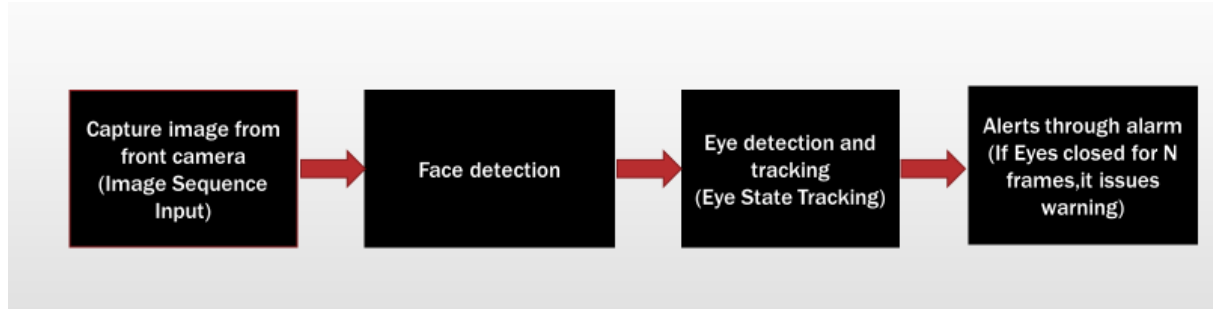 Capture image from
front camera
(Image Sequence
Input)
Face detection
Eye detection and
tracking
(Eye State Tracking)
Alerts through alarm
(If Eyes closed for N
frames,it issues
warning)